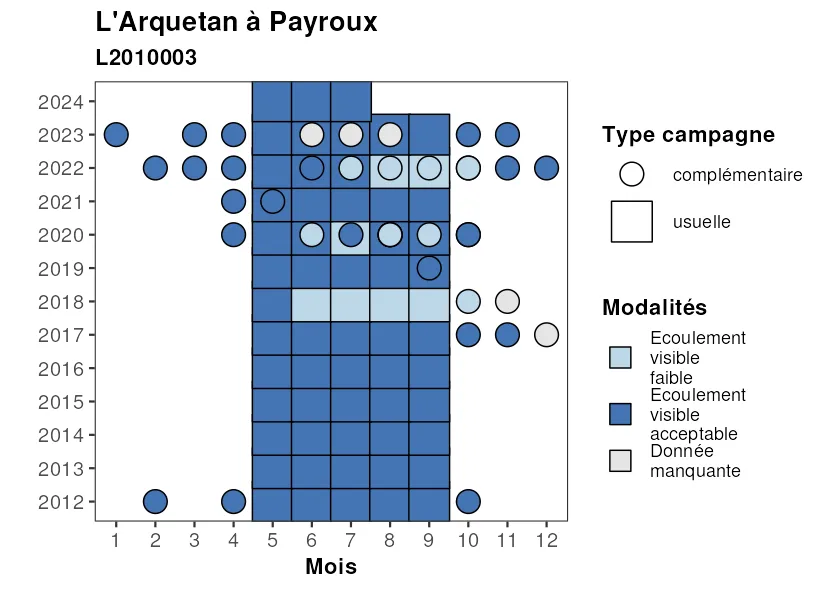 L'Arquetan à Payroux
L2010003
2024
2023
2022
2021
2020
2019
2018
2017
2016
2015
2014
2013
2012
1 2 3 4 5 6 7 8 9 10 11 12
Mois
Type campagne
complémentaire
usuelle
Modalités
Ecoulement
visible
faible
Ecoulement
visible
acceptable
Donnée
manquante